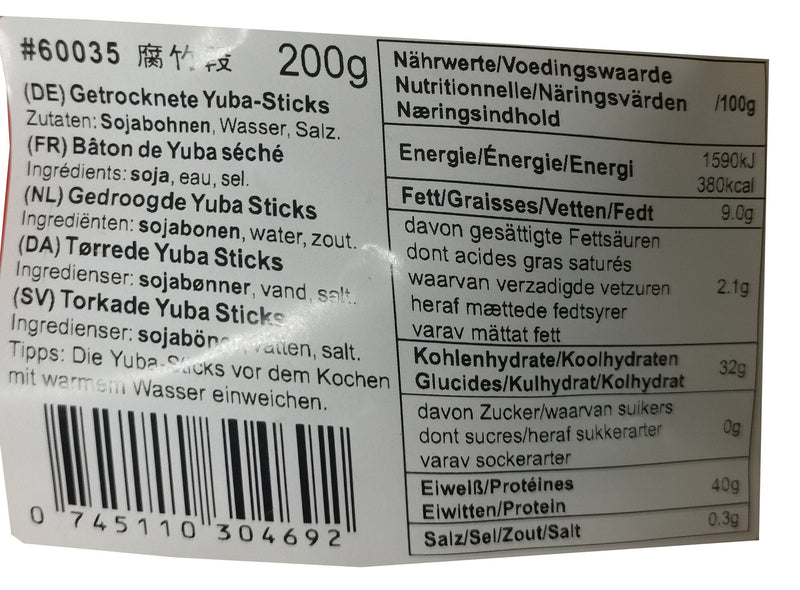 #60035 腐竹段 200g
(DE) Getrocknete Yuba-Sticks
Zutaten: Sojabohnen, Wasser, Salz.
(FR) Bâton de Yuba séché
Ingrédients: soja, eau, sel.
(NL) Gedroogde Yuba Sticks
Ingrediënten: sojabonen, water, zout.
(DA) Tørrede Yuba Sticks
Ingredienser: sojabønner, vand, salt.
(SV) Torkade Yuba Sticks
Ingredienser: vatten, salt.
Tipps: Die Yuba-Sticks vor dem Kochen
mit warmem Wasser einweichen.
0 745110 304692
Nährwerte/Voedingswaarde
Nutritionnelle/Näringsvärden /100g
Næringsindhold
Energie/Énergie/Energi 1590kJ
380kcal
Fett/Graisses/Vetten/Fedt 9.0g
davon gesättigte Fettsäuren
dont acides gras saturés
waarvan verzadigde vetzuren 2.1g
heraf mættede fedtsyrer
varav mättat fett
Kohlenhydrate/Koolhydraten 32g
Glucides/Kulhydrat/Kolhydrat
davon Zucker/waarvan suikers
dont sucres/heraf sukkerarter 0g
varav sockerarter
Eiweiß/Protéines 40g
Eiwitten/Protein
Salz/Sel/Zout/Salt 0.3g